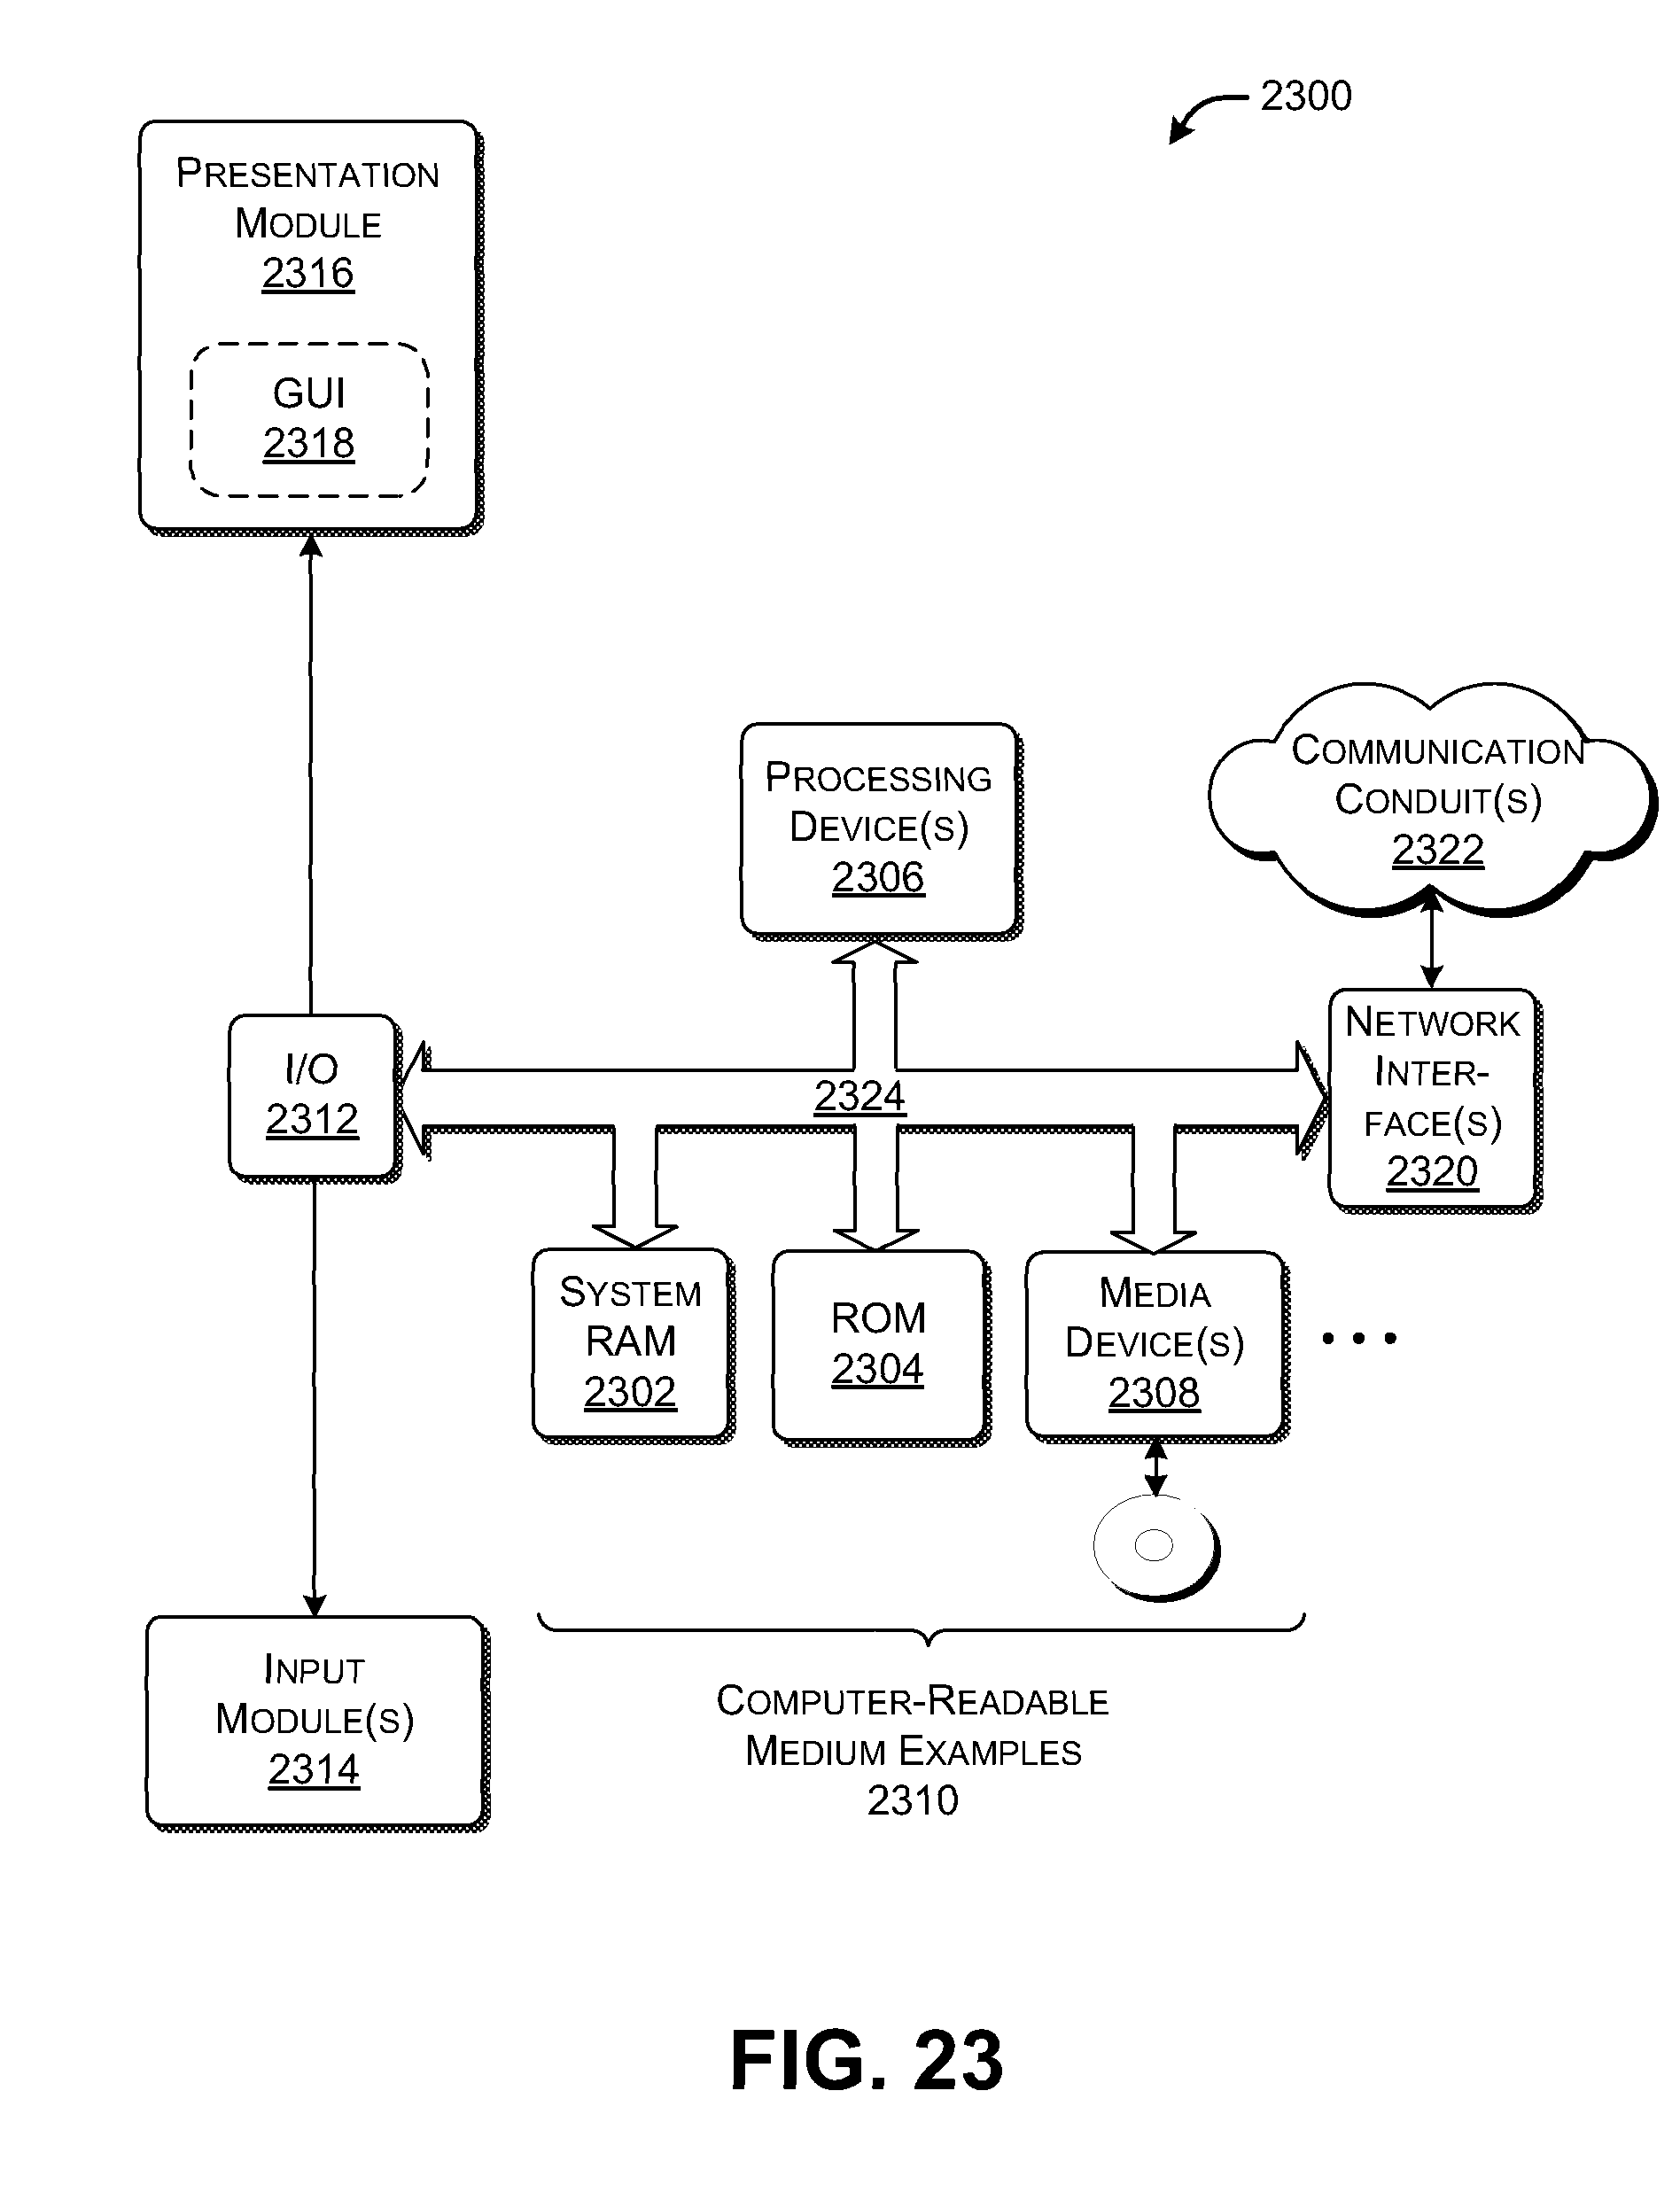 2300
PRESENTATION
MODULE
2316
GUI
2318
PROCESSING
DEVICE(S)
2306
COMMUNICATION
CONDUIT(S)
2322
I/O
2312
2324
NETWORK
INTER-
FACE(S)
2320
SYSTEM
RAM
2302
ROM
2304
MEDIA
DEVICE(S)
2308
• • •
INPUT
MODULE(S)
2314
COMPUTER-READABLE
MEDIUM EXAMPLES
2310
FIG. 23